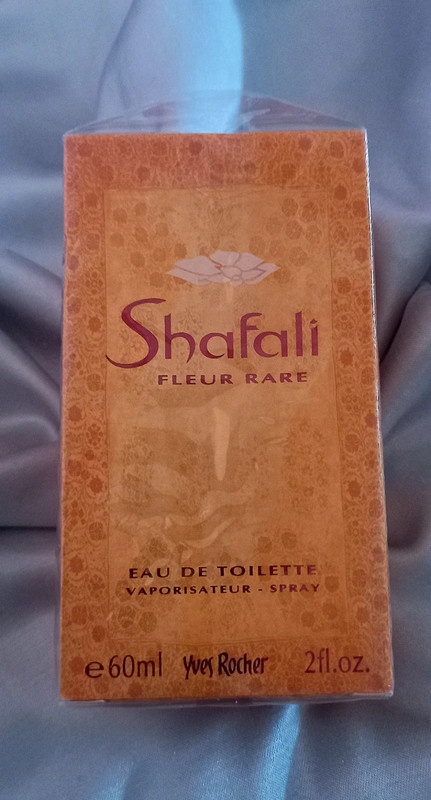 Shafali
FLEUR RARE
EAU DE TOILETTE
VAPORISATEUR - SPRAY
℮60ml Yves Rocher 2fl.oz.